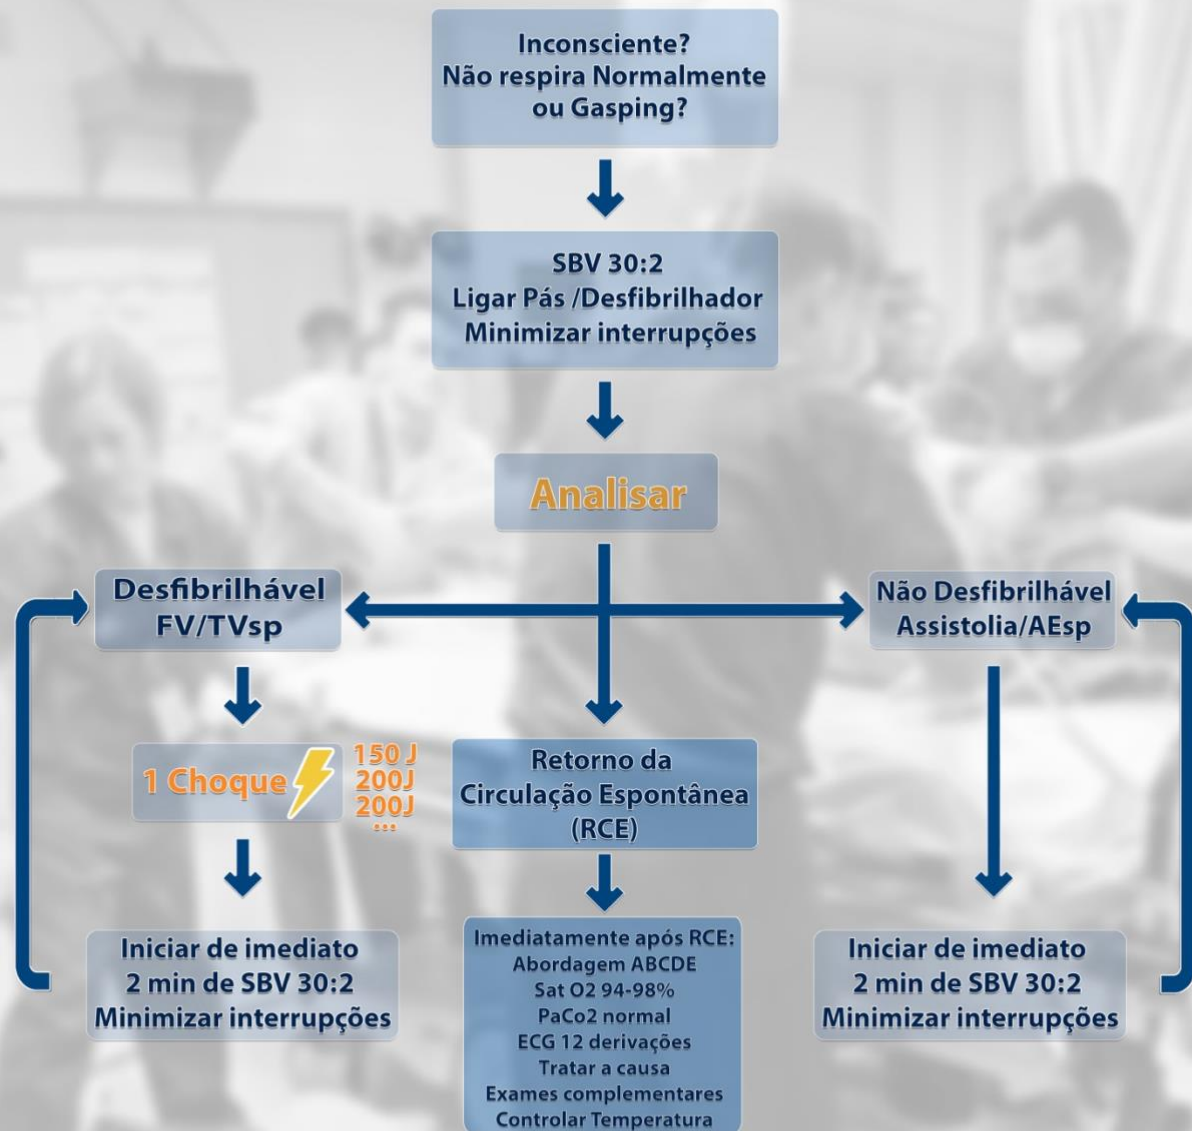 Inconsciente?
Não respira Normalmente
ou Gasping?
SBV 30:2
Ligar Pás /Desfibrilhador
Minimizar interrupções
Analisar
Desfibrilhável
FV/TVsp
1 Choque
150 J
200J
200J
...
Iniciar de imediato
2 min de SBV 30:2
Minimizar interrupções
Retorno da
Circulação Espontânea
(RCE)
Imediatamente após RCE:
Abordagem ABCDE
Sat O2 94-98%
PaCo2 normal
ECG 12 derivações
Tratar a causa
Exames complementares
Controlar Temperatura
Não Desfibrilhável
Assistolia/AEsp
Iniciar de imediato
2 min de SBV 30:2
Minimizar interrupções